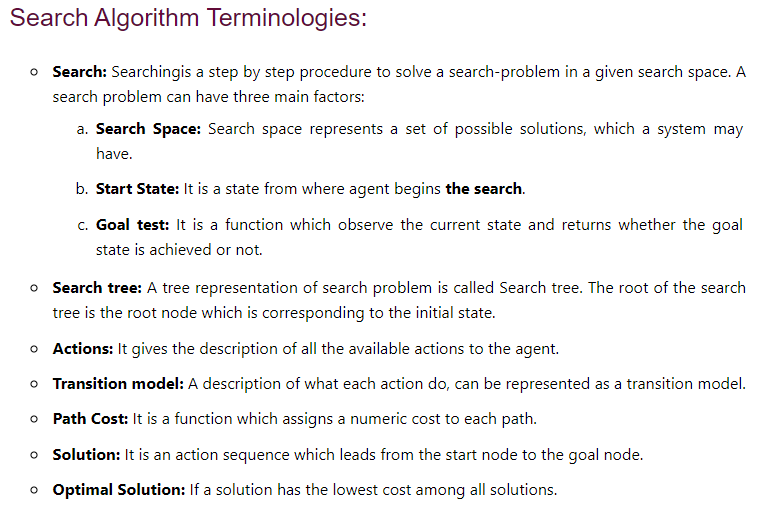 Search Algorithm Terminologies:
○ Search: Searchingis a step by step procedure to solve a search-problem in a given search space. A
search problem can have three main factors:
a. Search Space: Search space represents a set of possible solutions, which a system may
have.
b. Start State: It is a state from where agent begins the search.
c. Goal test: It is a function which observe the current state and returns whether the goal
state is achieved or not.
○ Search tree: A tree representation of search problem is called Search tree. The root of the search
tree is the root node which is corresponding to the initial state.
○ Actions: It gives the description of all the available actions to the agent.
○ Transition model: A description of what each action do, can be represented as a transition model.
○ Path Cost: It is a function which assigns a numeric cost to each path.
○ Solution: It is an action sequence which leads from the start node to the goal node.
○ Optimal Solution: If a solution has the lowest cost among all solutions.